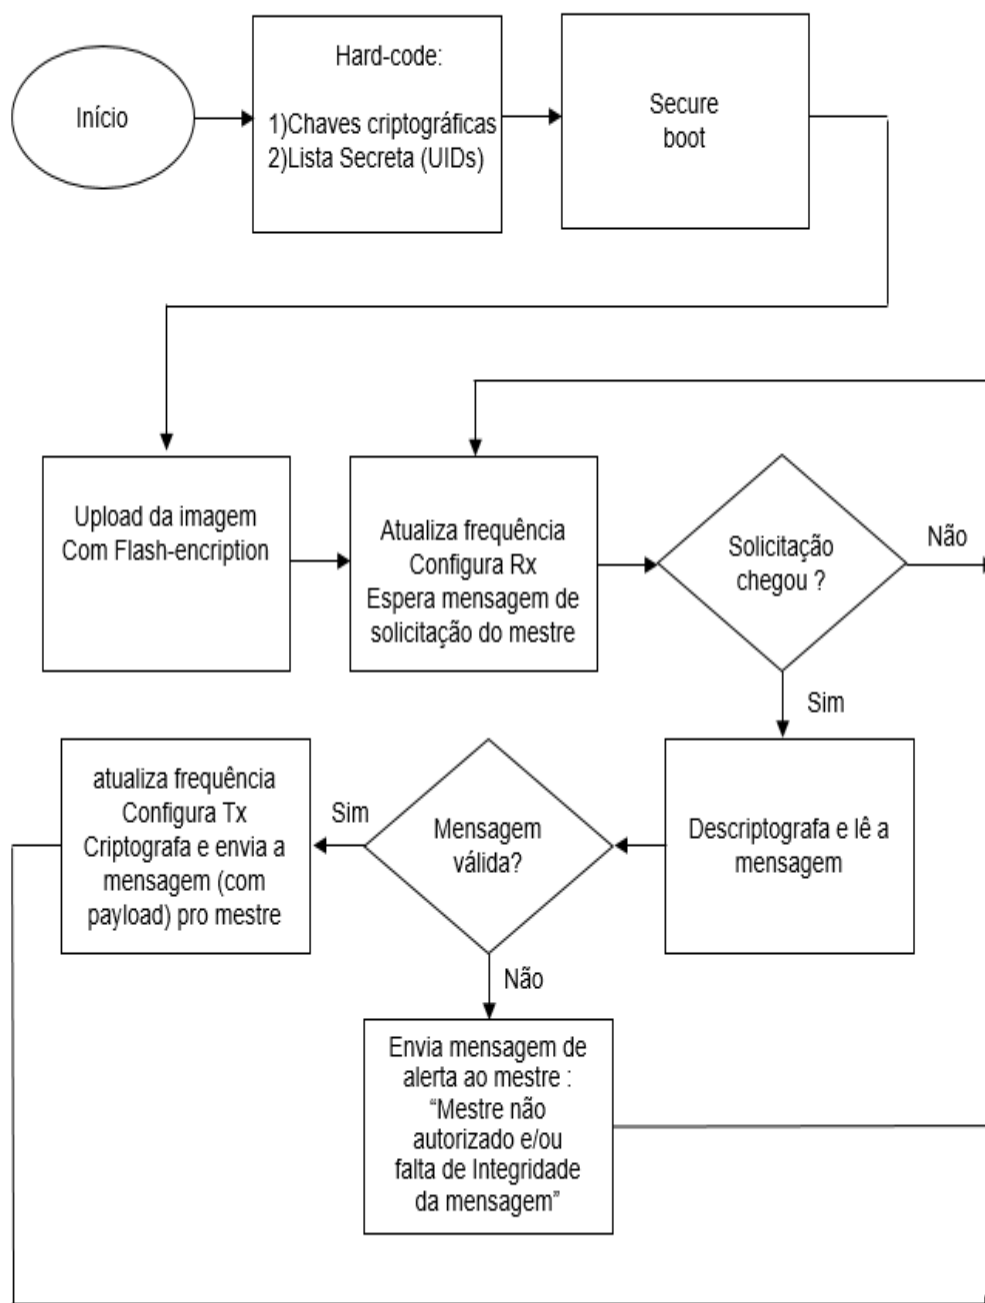 Início
Hard-code:
1)Chaves criptográficas
2)Lista Secreta (UIDs)
Secure
boot
Upload da imagem
Com Flash-encription
Atualiza frequência
Configura Rx
Espera mensagem de
solicitação do mestre
Solicitação
chegou ?
Não
Sim
Descriptografa e lê a
mensagem
Mensagem
válida?
Sim
atualiza frequência
Configura Tx
Criptografa e envia a
mensagem (com
payload) pro mestre
Não
Envia mensagem de
alerta ao mestre :
“Mestre não
autorizado e/ou
falta de Integridade
da mensagem”